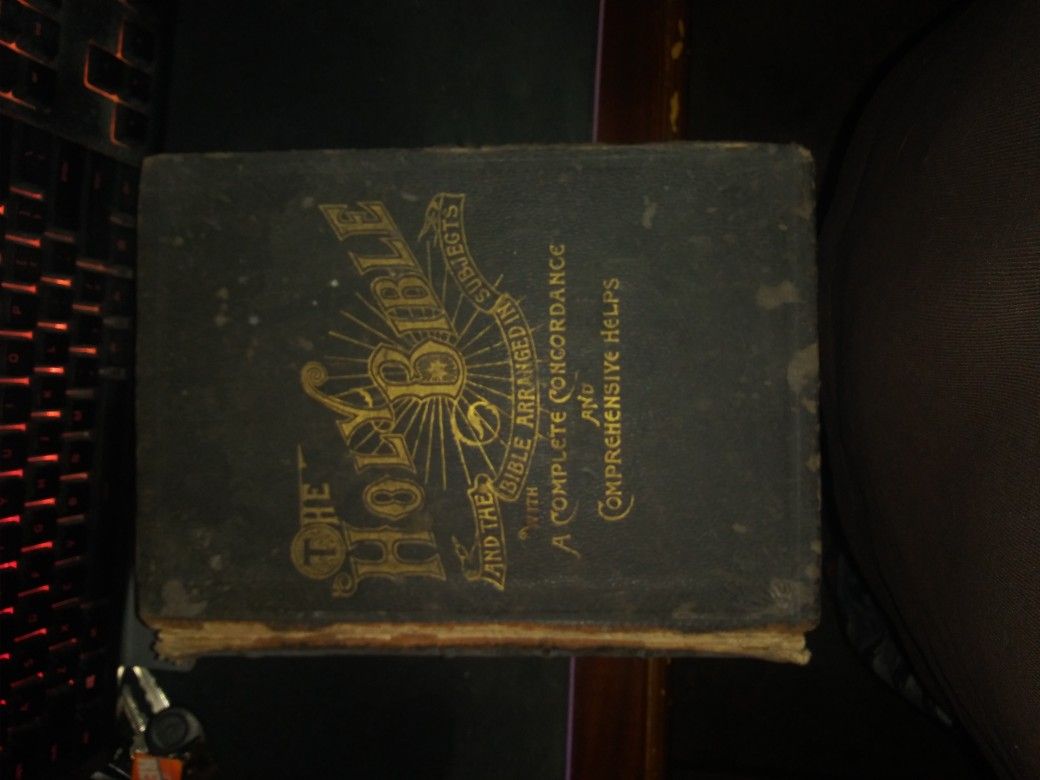 THE
HOLY BIBLE
AND THE BIBLE ARRANGED IN SUBJECTS
WITH
A COMPLETE CONCORDANCE
AND
COMPREHENSIVE HELPS